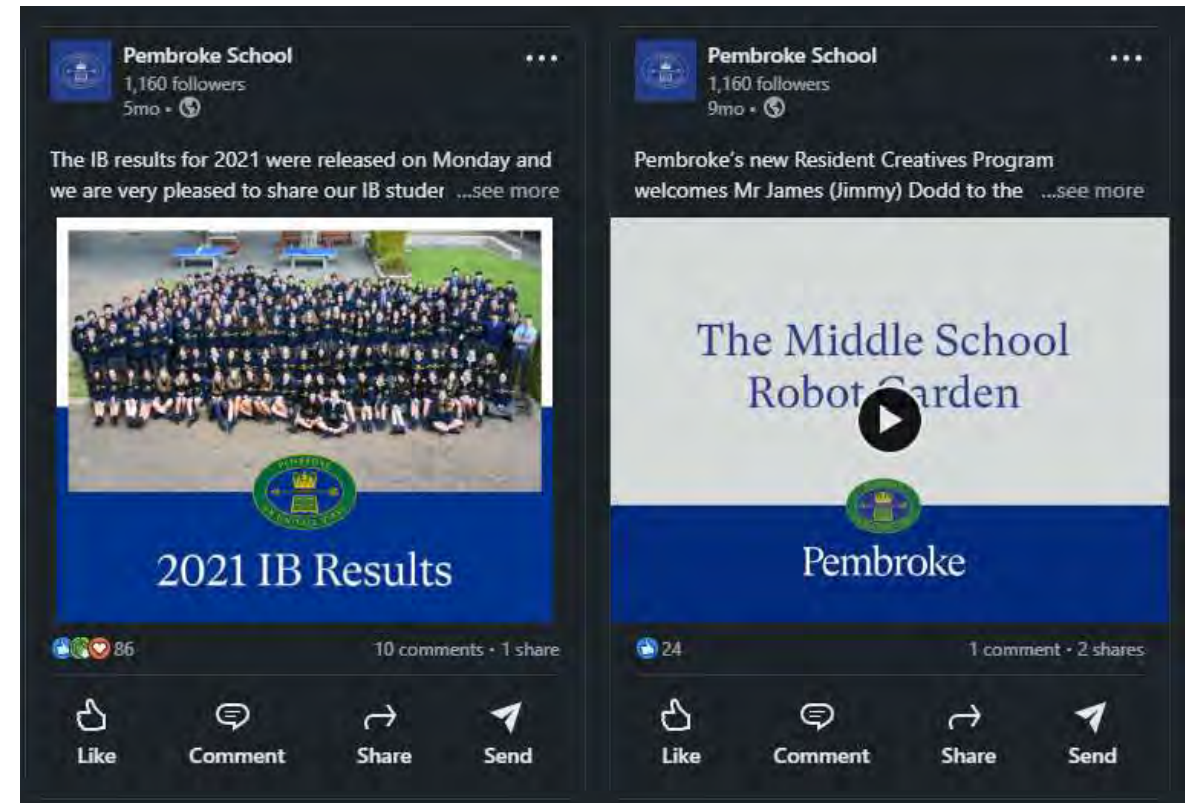 Pembroke School
1,160 followers
5mo •
The IB results for 2021 were released on Monday and
we are very pleased to share our IB studer ...see more
PEMBROKE
2021 IB Results
86
10 comments • 1 share
Like
Comment
Share
Send
Pembroke School
1,160 followers
9mo •
Pembroke's new Resident Creatives Program
welcomes Mr James (Jimmy) Dodd to the ...see more
The Middle School
Robot Garden
Pembroke
24
1 comment • 2 shares
Like
Comment
Share
Send